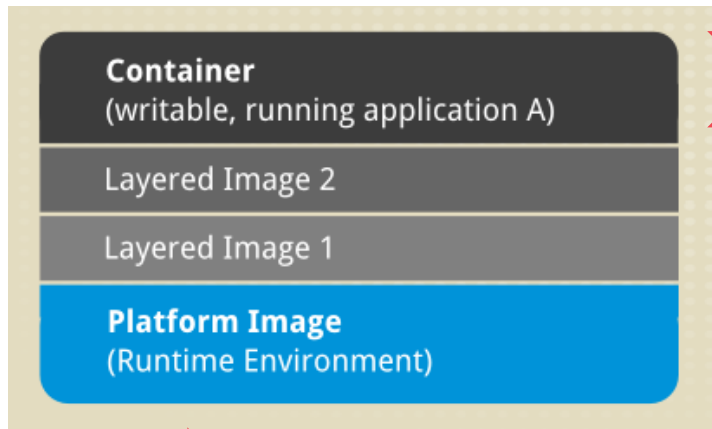 Container
(writable, running application A)
Layered Image 2
Layered Image 1
Platform Image
(Runtime Environment)